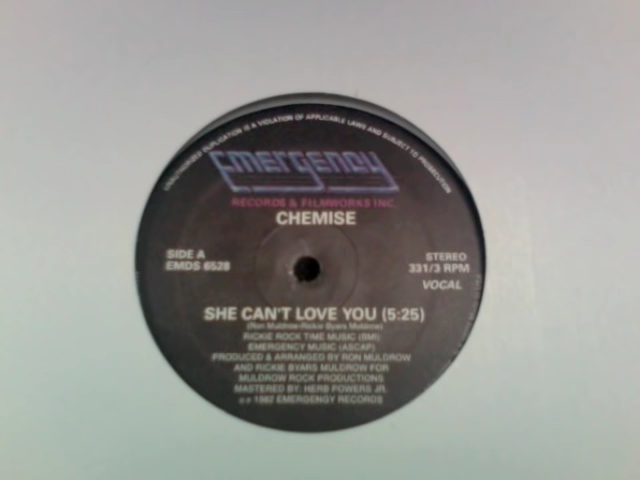 UNAUTHORIZED DUPLICATION IS A VIOLATION OF APPLICABLE LAWS AND SUBJECT TO PROSECUTION
EMERGENCY
RECORDS & FILMWORKS INC.
CHEMISE
SIDE A
EMDS 6528
STEREO
331/3 RPM
VOCAL
SHE CAN'T LOVE YOU (5:25)
(Ron Muldrow-Rickie Byars Muldrow)
RICKIE ROCK TIME MUSIC (BMI)
EMERGENCY MUSIC (ASCAP)
PRODUCED & ARRANGED BY RON MULDROW
AND RICKIE BYARS MULDROW FOR
MULDROW ROCK PRODUCTIONS
MASTERED BY: HERB POWERS JR.
1982 EMERGENGY RECORDS